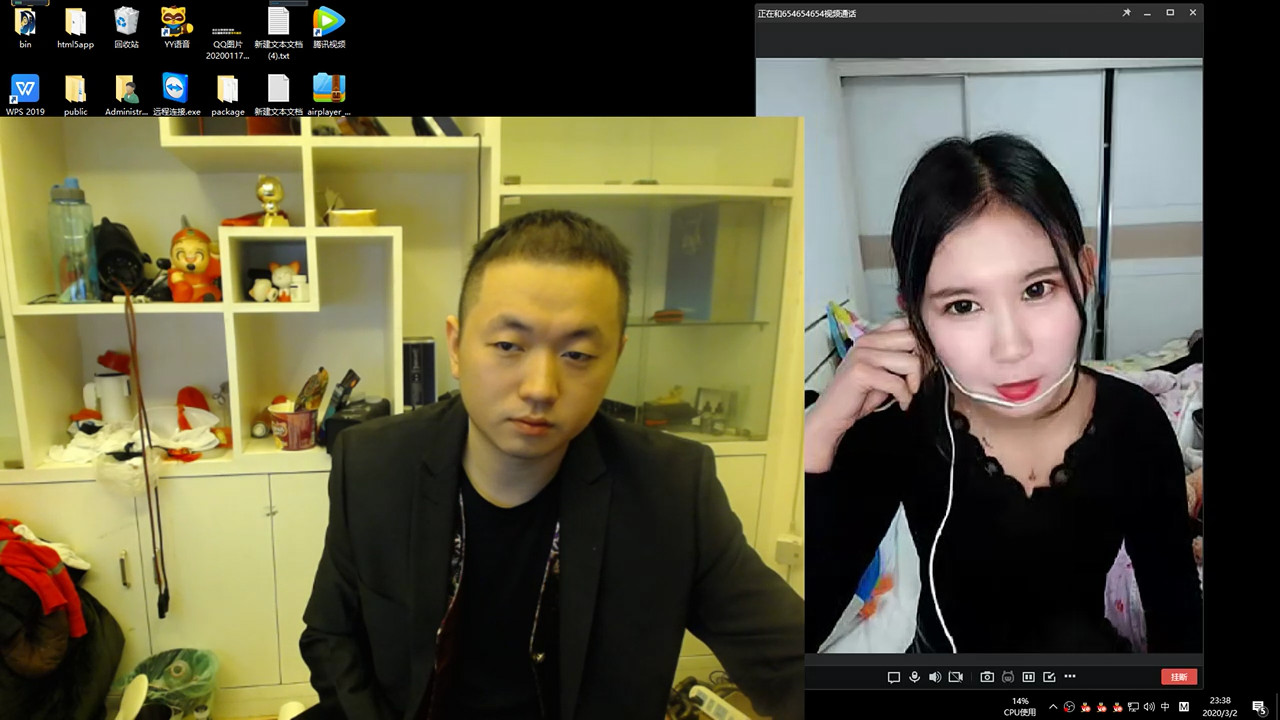 正在和654654654视频通话
bin
html5app
回收站
YY语音
QQ图片
20200117...
新建文本文档
(4).txt
腾讯视频
WPS 2019
public
Administr...
远程连接.exe
package
新建文本文档
airplayer_...
挂断
14%
CPU使用
中
M
23:38
2020/3/2
5